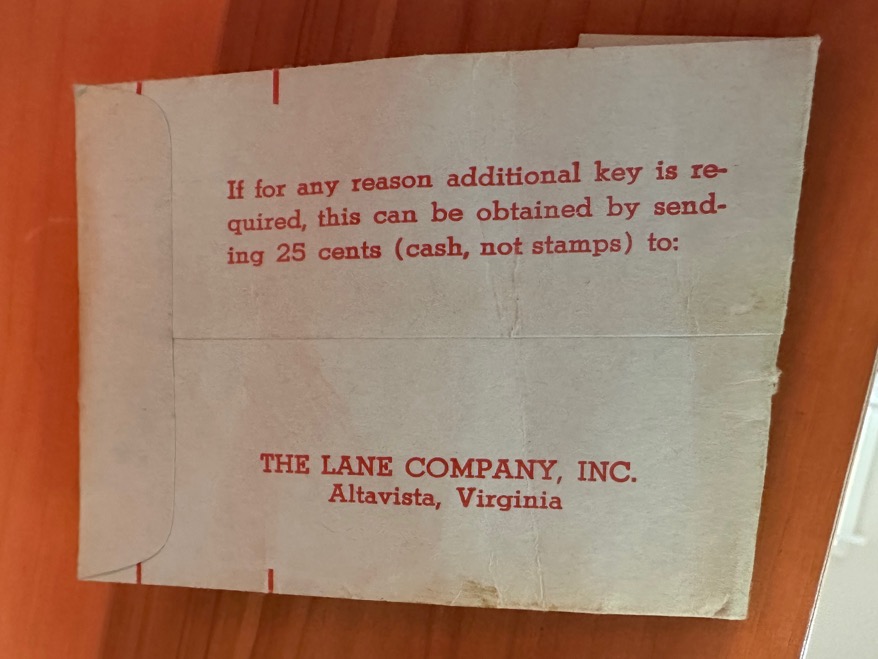 If for any reason additional key is re-
quired, this can be obtained by send-
ing 25 cents (cash, not stamps) to:
THE LANE COMPANY, INC.
Altavista, Virginia